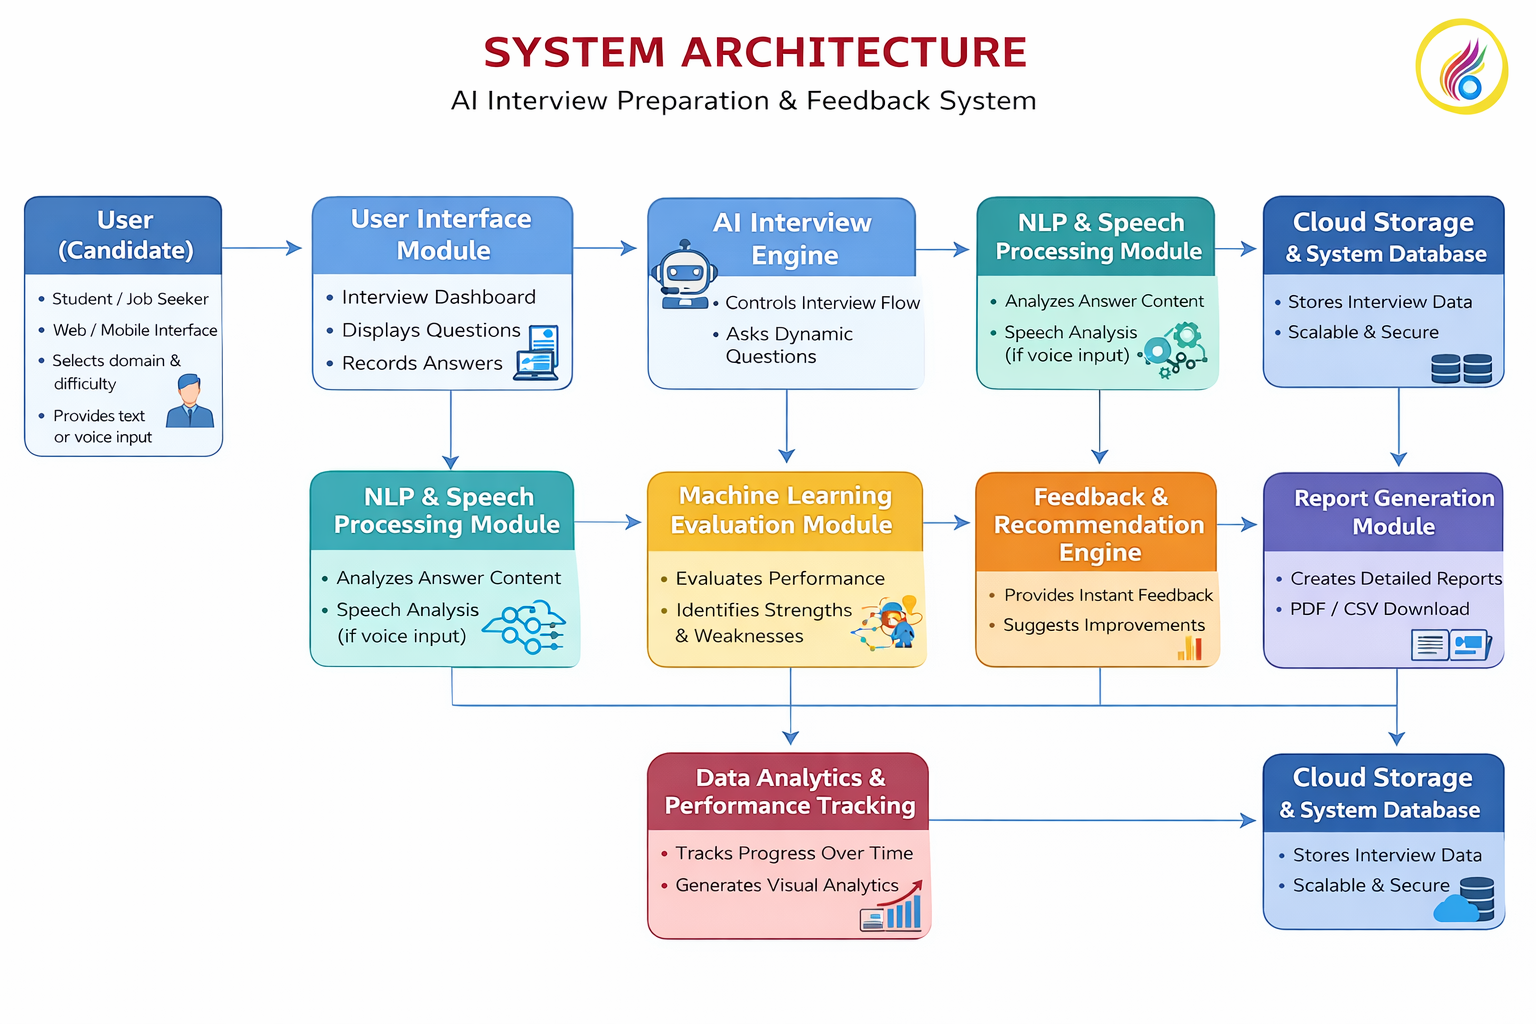 SYSTEM ARCHITECTURE
AI Interview Preparation & Feedback System
User
(Candidate)
• Student / Job Seeker
• Web / Mobile Interface
• Selects domain &
difficulty
• Provides text
or voice input
User Interface
Module
• Interview Dashboard
• Displays Questions
• Records Answers
AI Interview
Engine
• Controls Interview Flow
• Asks Dynamic
Questions
NLP & Speech
Processing Module
• Analyzes Answer Content
• Speech Analysis
(if voice input)
Cloud Storage
& System Database
• Stores Interview Data
• Scalable & Secure
NLP & Speech
Processing Module
• Analyzes Answer Content
• Speech Analysis
(if voice input)
Machine Learning
Evaluation Module
• Evaluates Performance
• Identifies Strengths
& Weaknesses
Feedback &
Recommendation
Engine
• Provides Instant Feedback
• Suggests Improvements
Report Generation
Module
• Creates Detailed Reports
• PDF / CSV Download
Data Analytics &
Performance Tracking
• Tracks Progress Over Time
• Generates Visual Analytics
Cloud Storage
& System Database
• Stores Interview Data
• Scalable & Secure